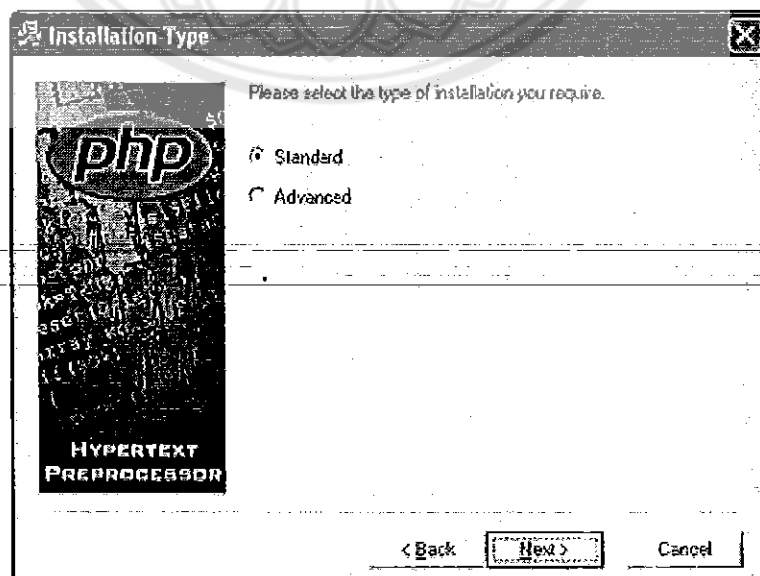 Installation Type
Please select the type of installation you require.
php
Standard
Advanced
HYPERTEXT
PREPROCESSOR
< Back
Next >
Cancel